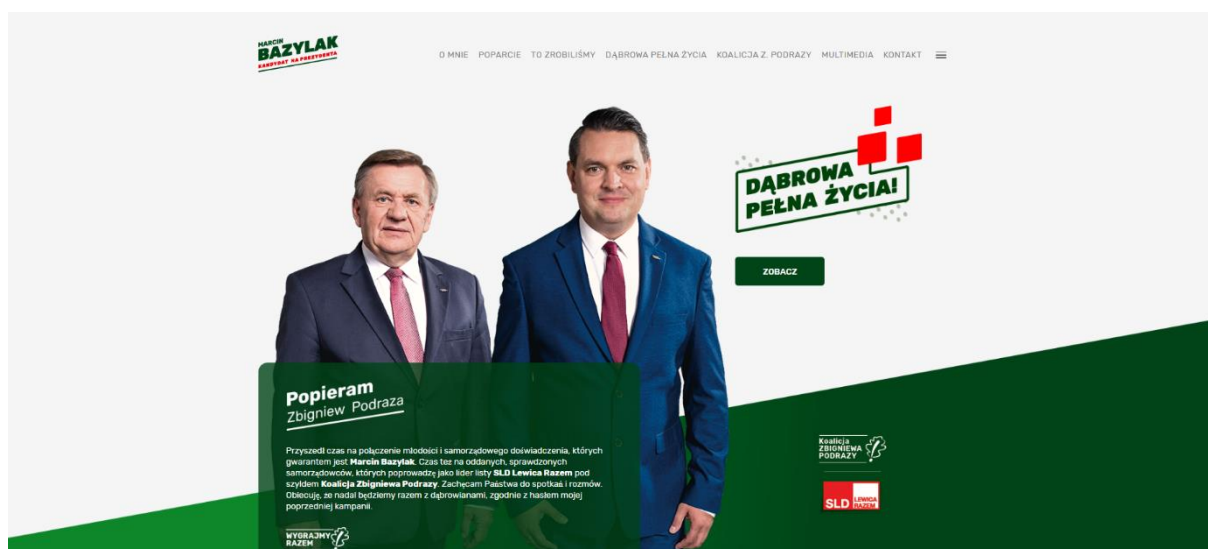 MARCIN
BAZYLAK
KANDYDAT NA PREZYDENTA
O MNIE POPARCIE TO ZROBILIŚMY DĄBROWA PEŁNA ŻYCIA KOALICJA Z. PODRAZY MULTIMEDIA KONTAKT
DĄBROWA
PEŁNA ŻYCIA!
ZOBACZ
Popieram
Zbigniew Podraza
Przyszedł czas na połączenie młodości i samorządowego doświadczenia, których
gwarantem jest Marcin Bazylak. Czas też na oddanych, sprawdzonych
samorządowców, których poprowadzę jako lider listy SLD Lewica Razem pod
szyldem Koalicja Zbigniewa Podrazy. Zachęcam Państwa do spotkań i rozmów.
Obiecuję, że nadal będziemy razem z dąbrowianami, zgodnie z hasłem mojej
poprzedniej kampanii.
WYGRAJMY
RAZEM
Koalicja
ZBIGNIEWA
PODRAZY
SLD LEWICA
RAZEM